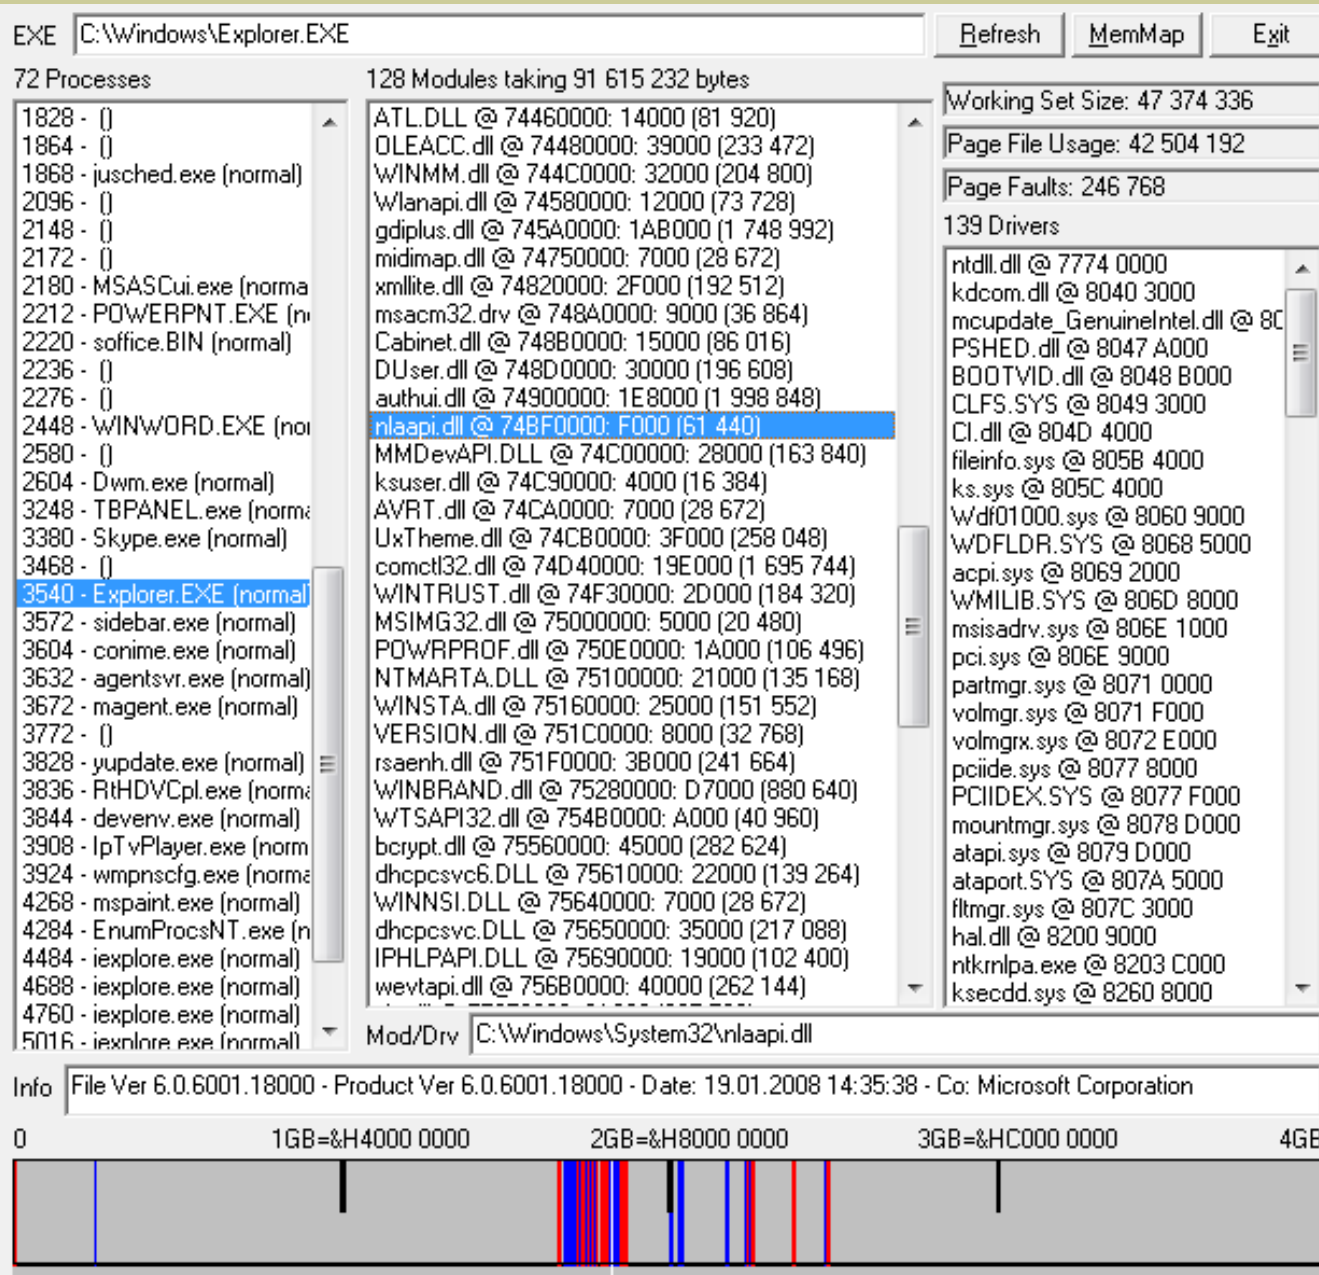 EXE C:\Windows\Explorer.EXE Refresh MemMap Exit
72 Processes
1828 - ()
1864 - ()
1868 - jusched.exe (normal)
2096 - ()
2148 - ()
2172 - ()
2180 - MSASCui.exe (norma
2212 - POWERPNT.EXE (n
2220 - soffice.BIN (normal)
2236 - ()
2276 - ()
2448 - WINWORD.EXE (nor
2580 - ()
2604 - Dwm.exe (normal)
3248 - TBPANEL.exe (norma
3380 - Skype.exe (normal)
3468 - ()
3540 - Explorer.EXE (normal)
3572 - sidebar.exe (normal)
3604 - conime.exe (normal)
3632 - agentsvr.exe (normal)
3672 - magent.exe (normal)
3772 - ()
3828 - yupdate.exe (normal)
3836 - RtHDVCpl.exe (norma
3844 - devenv.exe (normal)
3908 - IpTvPlayer.exe (norm
3924 - wmpnscfg.exe (norma
4268 - mspaint.exe (normal)
4284 - EnumProcsNT.exe (n
4484 - iexplore.exe (normal)
4688 - iexplore.exe (normal)
4760 - iexplore.exe (normal)
5016 - iexplore.exe (normal)
128 Modules taking 91 615 232 bytes
ATL.DLL @ 74460000: 14000 (81 920)
OLEACC.dll @ 74480000: 39000 (233 472)
WINMM.dll @ 744C0000: 32000 (204 800)
Wlanapi.dll @ 74580000: 12000 (73 728)
gdiplus.dll @ 745A0000: 1AB000 (1 748 992)
midimap.dll @ 74750000: 7000 (28 672)
xmllite.dll @ 74820000: 2F000 (192 512)
msacm32.drv @ 748A0000: 9000 (36 864)
Cabinet.dll @ 748B0000: 15000 (86 016)
DUser.dll @ 748D0000: 30000 (196 608)
authui.dll @ 74900000: 1E8000 (1 998 848)
nlaapi.dll @ 74BF0000: F000 (61 440)
MMDevAPI.DLL @ 74C00000: 28000 (163 840)
ksuser.dll @ 74C90000: 4000 (16 384)
AVRT.dll @ 74CA0000: 7000 (28 672)
UxTheme.dll @ 74CB0000: 3F000 (258 048)
comctl32.dll @ 74D40000: 19E000 (1 695 744)
WINTRUST.dll @ 74F30000: 2D000 (184 320)
MSIMG32.dll @ 75000000: 5000 (20 480)
POWRPROF.dll @ 750E0000: 1A000 (106 496)
NTMARTA.DLL @ 75100000: 21000 (135 168)
WINSTA.dll @ 75160000: 25000 (151 552)
VERSION.dll @ 751C0000: 8000 (32 768)
rsaenh.dll @ 751F0000: 3B000 (241 664)
WINBRAND.dll @ 75280000: D7000 (880 640)
WTSAPI32.dll @ 754B0000: A000 (40 960)
bcrypt.dll @ 75560000: 45000 (282 624)
dhcpcsvc6.DLL @ 75610000: 22000 (139 264)
WINNSI.DLL @ 75640000: 7000 (28 672)
dhcpcsvc.DLL @ 75650000: 35000 (217 088)
IPHLPAPI.DLL @ 75690000: 19000 (102 400)
wevtapi.dll @ 756B0000: 40000 (262 144)
Working Set Size: 47 374 336
Page File Usage: 42 504 192
Page Faults: 246 768
139 Drivers
ntdll.dll @ 7774 0000
kdcom.dll @ 8040 3000
mcupdate_GenuineIntel.dll @ 80
PSHED.dll @ 8047 A000
BOOTVID.dll @ 8048 B000
CLFS.SYS @ 8049 3000
CI.dll @ 804D 4000
fileinfo.sys @ 805B 4000
ks.sys @ 805C 4000
Wdf01000.sys @ 8060 9000
WDFLDR.SYS @ 8068 5000
acpi.sys @ 8069 2000
WMILIB.SYS @ 806D 8000
msisadrv.sys @ 806E 1000
pci.sys @ 806E 9000
partmgr.sys @ 8071 0000
volmgr.sys @ 8071 F000
volmgrx.sys @ 8072 E000
pciide.sys @ 8077 8000
PCIIDEX.SYS @ 8077 F000
mountmgr.sys @ 8078 D000
atapi.sys @ 8079 D000
ataport.SYS @ 807A 5000
fltmgr.sys @ 807C 3000
hal.dll @ 8200 9000
ntkrnlpa.exe @ 8203 C000
ksecdd.sys @ 8260 8000
Mod/Drv C:\Windows\System32\nlaapi.dll
Info File Ver 6.0.6001.18000 - Product Ver 6.0.6001.18000 - Date: 19.01.2008 14:35:38 - Co: Microsoft Corporation
0 1GB=&H4000 0000 2GB=&H8000 0000 3GB=&HC000 0000 4GB